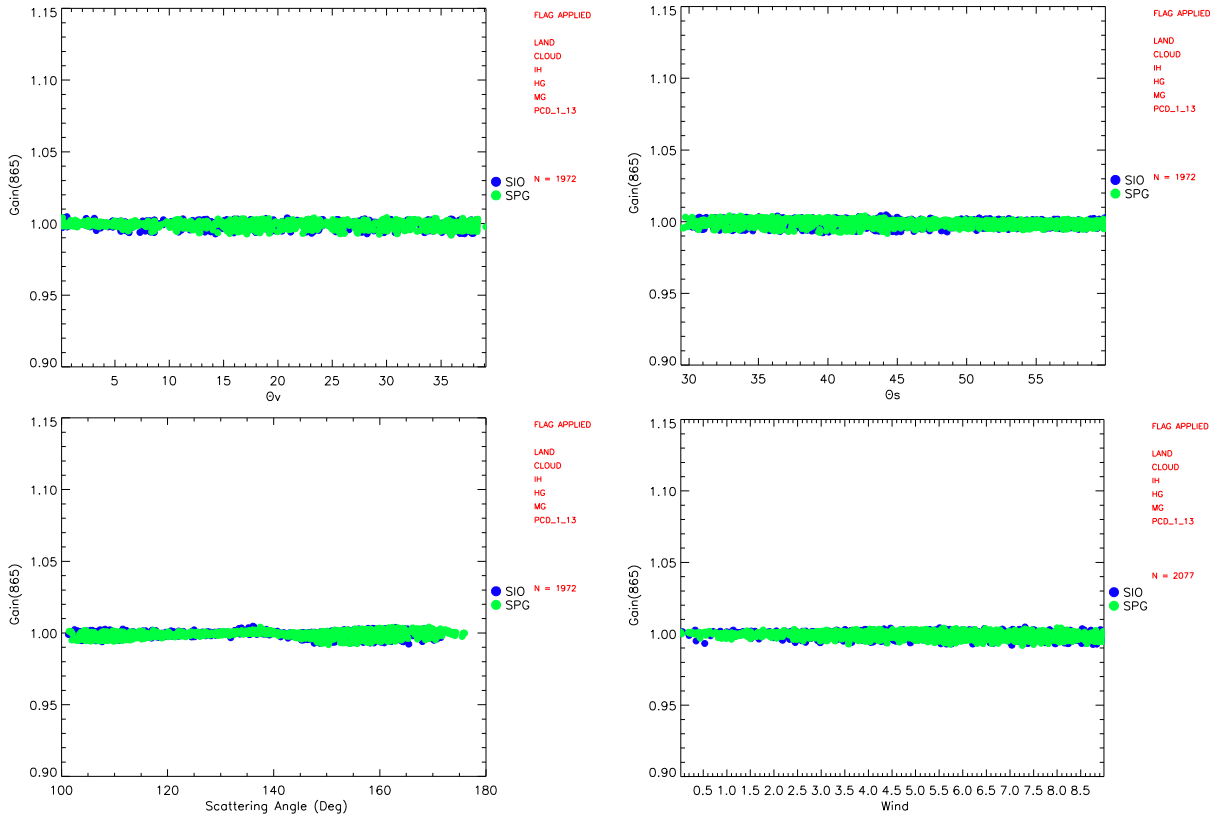 1.15
1.10
1.05
1.00
0.95
0.90
Gain(865)
5 10 15 20 25 30 35
Θv
FLAG APPLIED
LAND
CLOUD
IH
HG
MG
PCD_1_13
N = 1972
SIO
SPG
1.15
1.10
1.05
1.00
0.95
0.90
Gain(865)
30 35 40 45 50 55
Θs
FLAG APPLIED
LAND
CLOUD
IH
HG
MG
PCD_1_13
N = 1972
SIO
SPG
1.15
1.10
1.05
1.00
0.95
0.90
Gain(865)
100 120 140 160 180
Scattering Angle (Deg)
FLAG APPLIED
LAND
CLOUD
IH
HG
MG
PCD_1_13
N = 1972
SIO
SPG
1.15
1.10
1.05
1.00
0.95
0.90
Gain(865)
0.5 1.0 1.5 2.0 2.5 3.0 3.5 4.0 4.5 5.0 5.5 6.0 6.5 7.0 7.5 8.0 8.5
Wind
FLAG APPLIED
LAND
CLOUD
IH
HG
MG
PCD_1_13
N = 2077
SIO
SPG